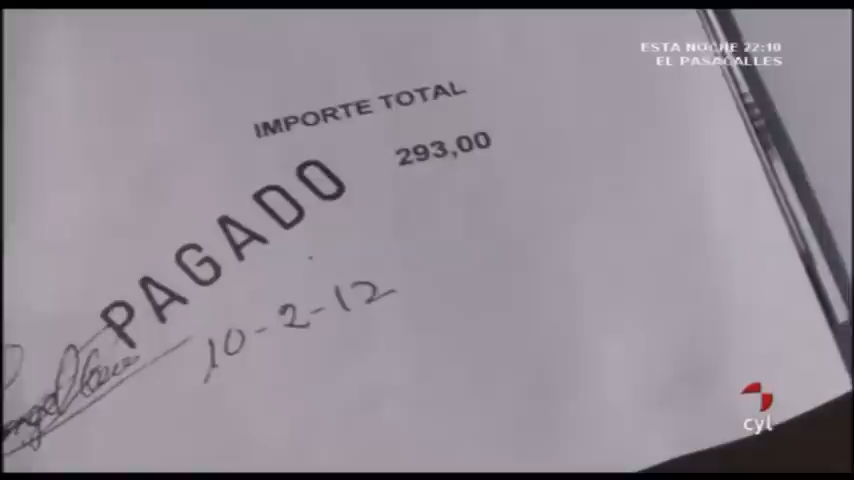 ESTA NOCHE 22:10
EL PASACALLES
IMPORTE TOTAL
293,00
PAGADO
10-2-12
cyl